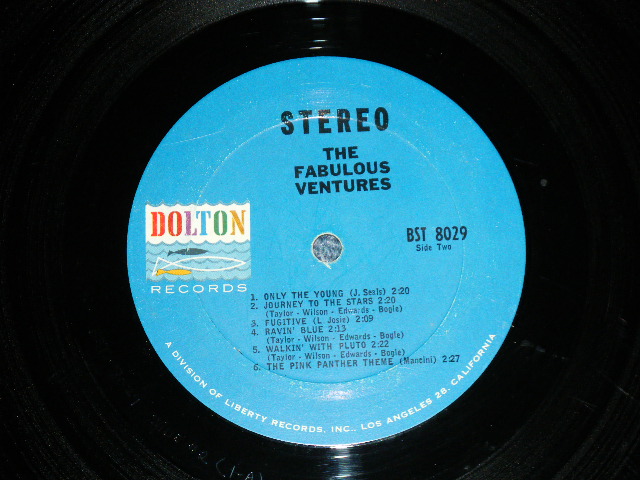 STEREO
THE
FABULOUS
VENTURES
DOLTON
RECORDS
BST 8029
Side Two
1. ONLY THE YOUNG (J. Seals) 2:20
2. JOURNEY TO THE STARS 2:20
(Taylor - Wilson - Edwards - Bogle)
3. FUGITIVE (L Josie) 2:09
4. RAVIN' BLUE 2:13
(Taylor - Wilson - Edwards - Bogle)
5. WALKIN' WITH PLUTO 2:22
(Taylor - Wilson - Edwards - Bogle)
6. THE PINK PANTHER THEME (Mancini) 2:27
A DIVISION OF LIBERTY RECORDS, INC., LOS ANGELES 28, CALIFORNIA